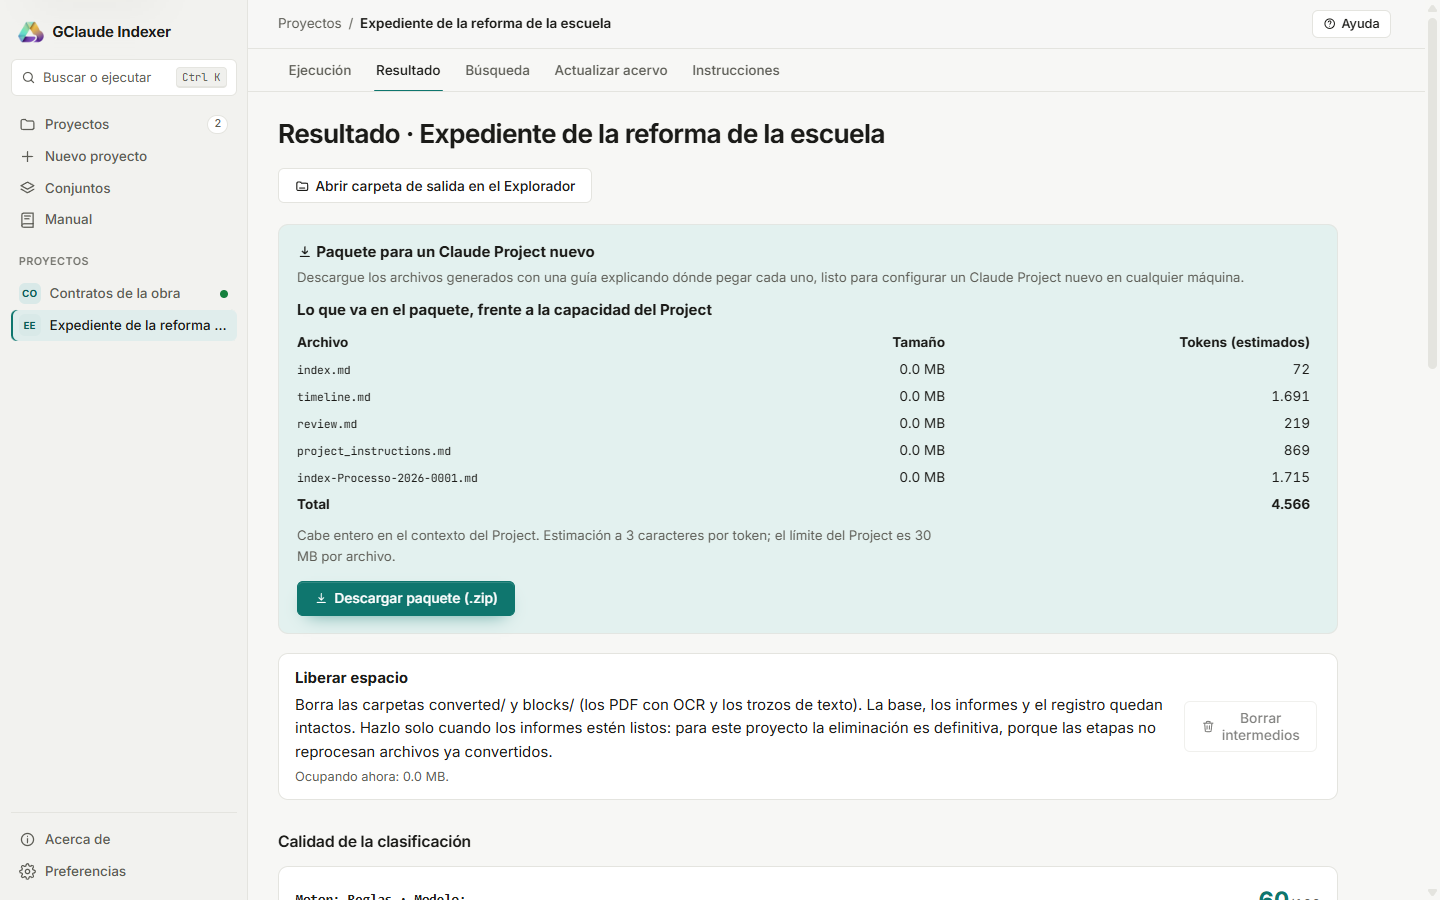 GClaude Indexer
Buscar o ejecutar Ctrl K
Proyectos 2
Nuevo proyecto
Conjuntos
Manual
PROYECTOS
CO Contratos de la obra
EE Expediente de la reforma ...
Acerca de
Preferencias
Proyectos / Expediente de la reforma de la escuela
Ayuda
Ejecución Resultado Búsqueda Actualizar acervo Instrucciones
Resultado · Expediente de la reforma de la escuela
Abrir carpeta de salida en el Explorador
Paquete para un Claude Project nuevo
Descargue los archivos generados con una guía explicando dónde pegar cada uno, listo para configurar un Claude Project nuevo en cualquier máquina.
Lo que va en el paquete, frente a la capacidad del Project
Archivo Tamaño Tokens (estimados)
index.md 0.0 MB 72
timeline.md 0.0 MB 1.691
review.md 0.0 MB 219
project_instructions.md 0.0 MB 869
index-Processo-2026-0001.md 0.0 MB 1.715
Total 4.566
Cabe entero en el contexto del Project. Estimación a 3 caracteres por token; el límite del Project es 30
MB por archivo.
Descargar paquete (.zip)
Liberar espacio
Borra las carpetas converted/ y blocks/ (los PDF con OCR y los trozos de texto). La base, los informes y el registro quedan
intactos. Hazlo solo cuando los informes estén listos: para este proyecto la eliminación es definitiva, porque las etapas no
reprocesan archivos ya convertidos.
Ocupando ahora: 0.0 MB.
Borrar
intermedios
Calidad de la clasificación
Motor: Reglas · Modelo:
60